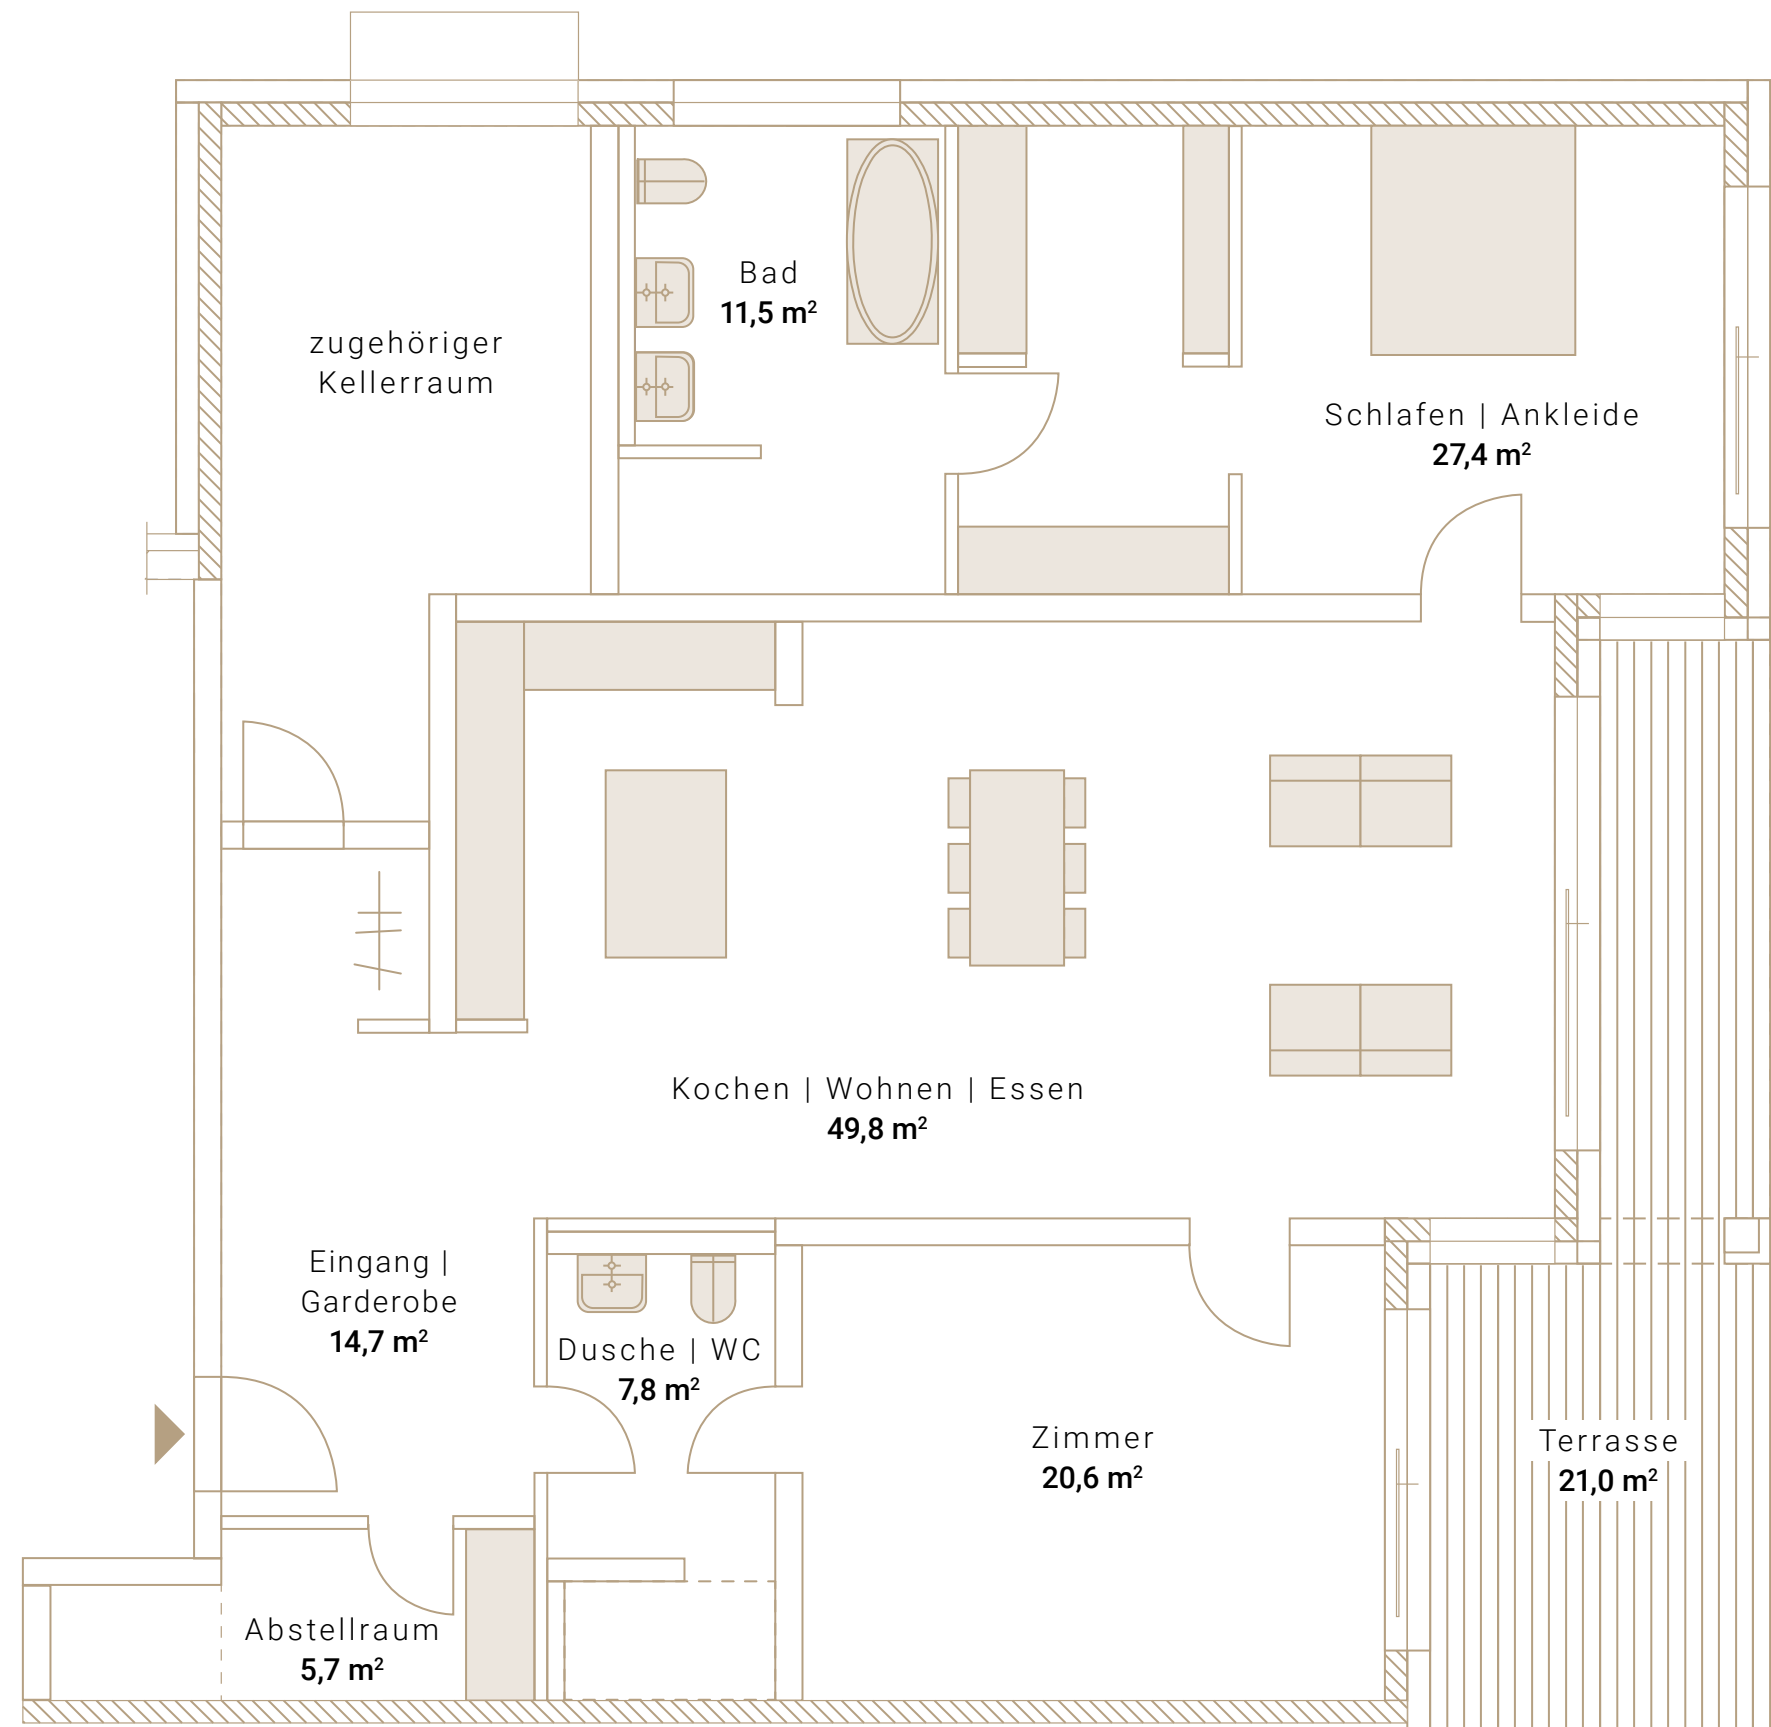 Bad
11,5 m²
zugehöriger
Kellerraum
Schlafen | Ankleide
27,4 m²
Kochen | Wohnen | Essen
49,8 m²
Eingang |
Garderobe
14,7 m²
Dusche | WC
7,8 m²
Zimmer
20,6 m²
Terrasse
21,0 m²
Abstellraum
5,7 m²